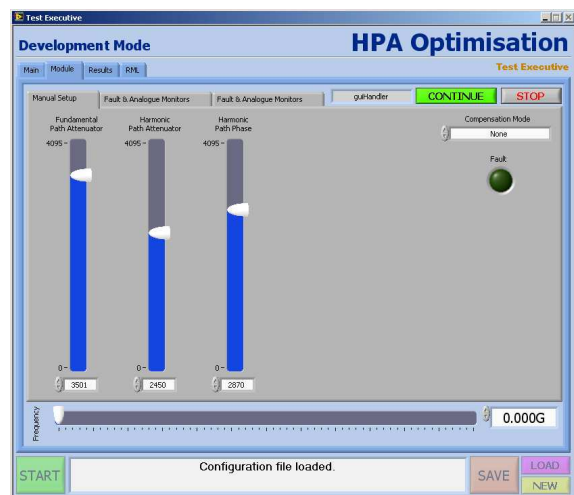 Test Executive
Development Mode
HPA Optimisation
Test Executive
Main Module Results RML
Manual Setup Fault & Analogue Monitors Fault & Analogue Monitors guiHandler CONTINUE STOP
Fundamental
Path Attenuator
Harmonic
Path Attenuator
Harmonic
Path Phase
Compensation Mode
None
Fault
4095 4095 4095
0 0 0
3501 2450 2870
Frequency
0.000G
START
Configuration file loaded.
SAVE
LOAD
NEW